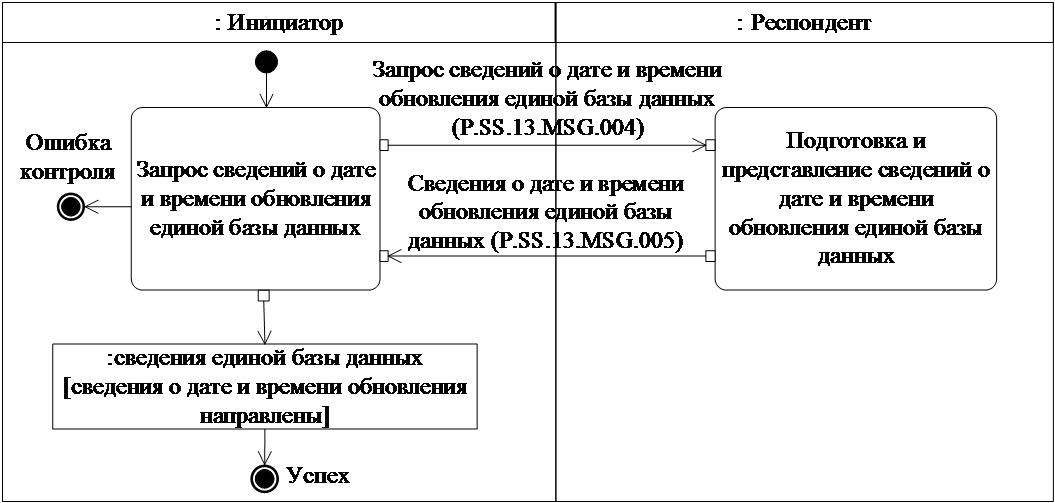 : Инициатор
: Респондент
Запрос сведений о дате и времени
обновления единой базы данных
(P.SS.13.MSG.004)
Ошибка
контроля
Запрос сведений о дате
и времени обновления
единой базы данных
Подготовка и
представление сведений о
дате и времени
обновления единой базы
данных
Сведения о дате и времени
обновления единой базы
данных (P.SS.13.MSG.005)
:сведения единой базы данных
[сведения о дате и времени обновления
направлены]
Успех